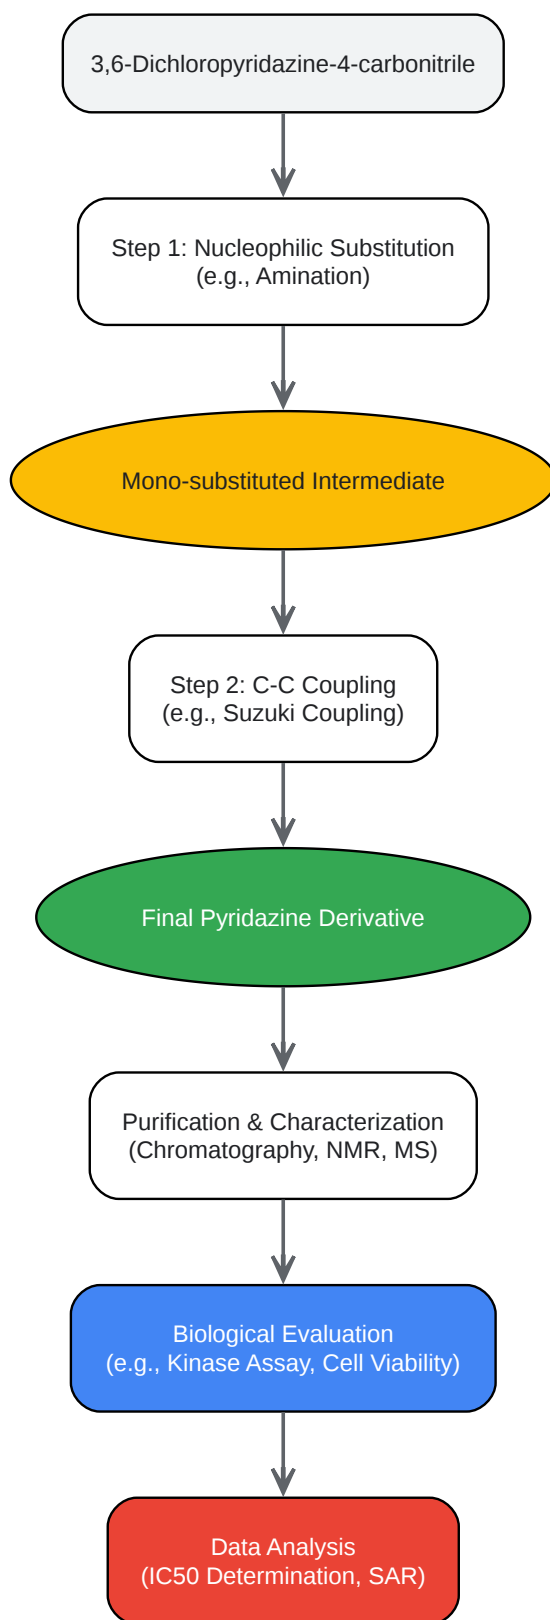 3,6-Dichloropyridazine-4-carbonitrile
Step 1: Nucleophilic Substitution
(e.g., Amination)
Mono-substituted Intermediate
Step 2: C-C Coupling
(e.g., Suzuki Coupling)
Final Pyridazine Derivative
Purification & Characterization
(Chromatography, NMR, MS)
Biological Evaluation
(e.g., Kinase Assay, Cell Viability)
Data Analysis
(IC50 Determination, SAR)